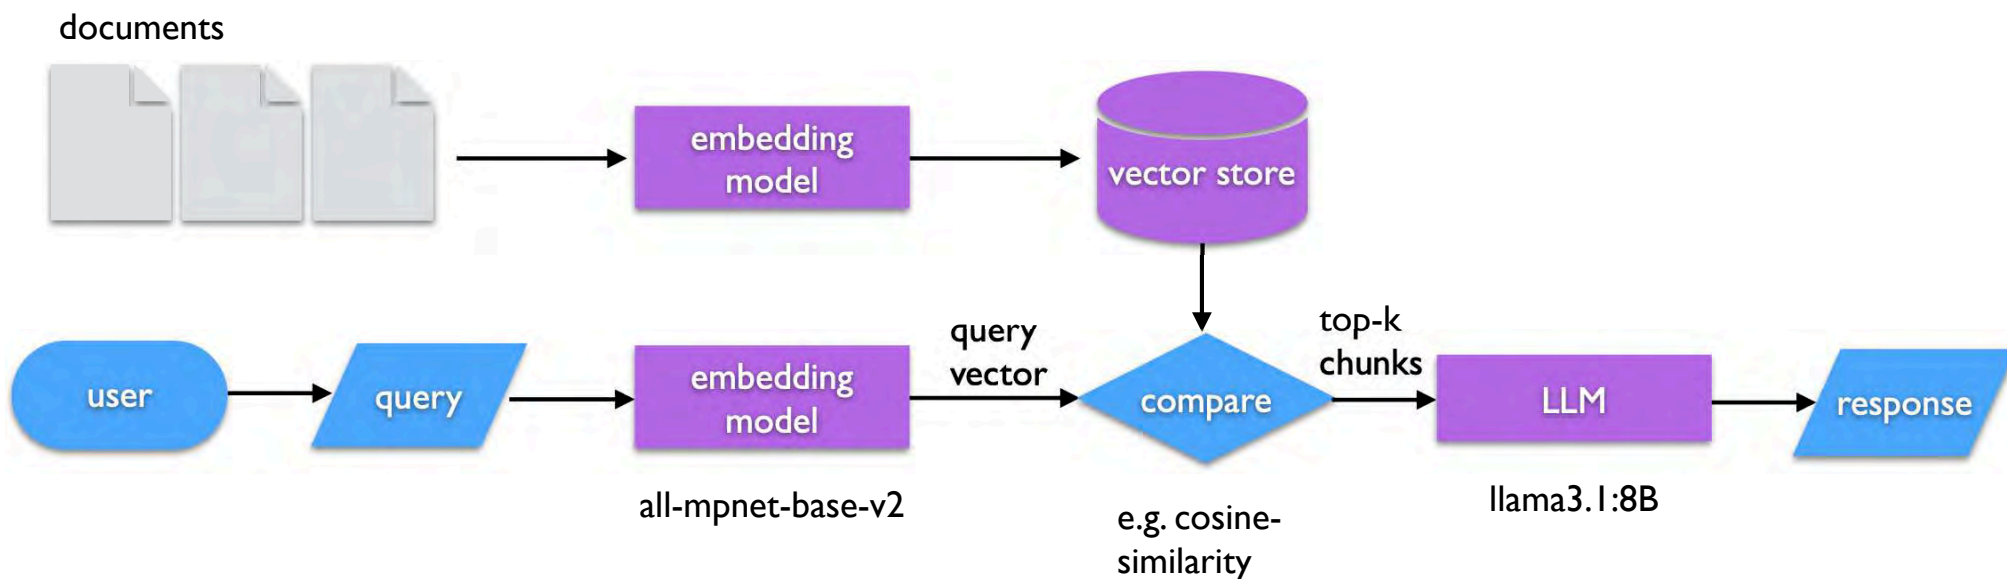 documents
embedding
model
vector store
user
query
embedding
model
query
vector
compare
top-k
chunks
LLM
response
all-mpnet-base-v2
e.g. cosine-
similarity
llama3.1:8B